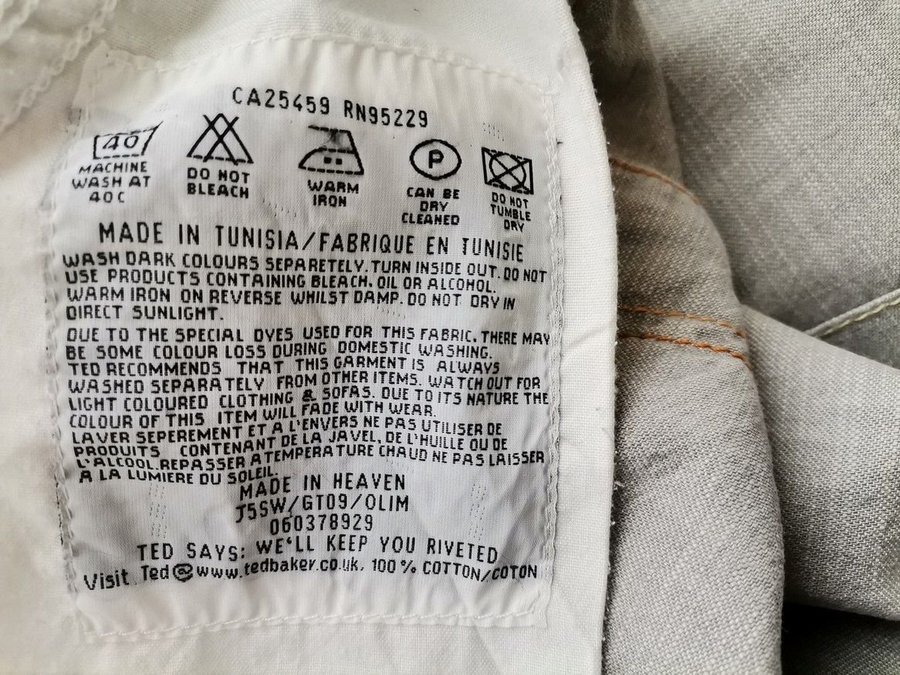 CA25459 RN95229
40
MACHINE WASH AT 40C
DO NOT BLEACH
WARM IRON
P
CAN BE DRY CLEANED
DO NOT TUMBLE DRY
MADE IN TUNISIA/FABRIQUE EN TUNISIE
WASH DARK COLOURS SEPARETELY. TURN INSIDE OUT. DO NOT
USE PRODUCTS CONTAINING BLEACH. OIL OR ALCOHOL.
WARM IRON ON REVERSE WHILST DAMP. DO NOT DRY IN
DIRECT SUNLIGHT.
DUE TO THE SPECIAL DYES USED FOR THIS FABRIC. THERE MAY
BE SOME COLOUR LOSS DURING DOMESTIC WASHING.
TED RECOMMENDS THAT THIS GARMENT IS ALWAYS
WASHED SEPARATELY FROM OTHER ITEMS. WATCH OUT FOR
LIGHT COLOURED CLOTHING & SOFAS. DUE TO ITS NATURE THE
COLOUR OF THIS ITEM WILL FADE WITH WEAR.
LAVER SEPEREMENT ET A L'ENVERS NE PAS UTILISER DE
PRODUITS CONTENANT DE LA JAVEL, DE L'HUILLE OU DE
L'ALCOOL. REPASSER A TEMPERATURE CHAUD NE PAS LAISSER
A LA LUMIERE DU SOLEIL.
MADE IN HEAVEN
J5SW/GT09/OLIM
060378929
TED SAYS: WE'LL KEEP YOU RIVETED
Visit Ted@www.tedbaker.co.uk. 100% COTTON/COTON